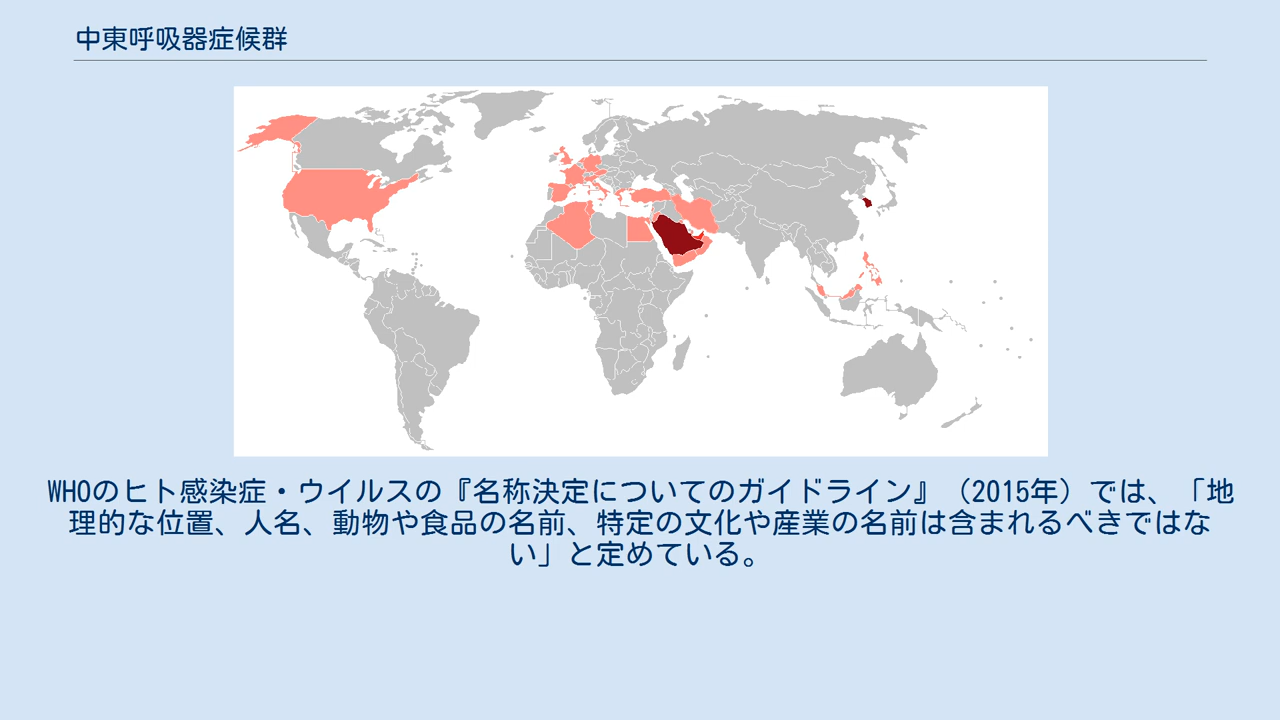 中東呼吸器症候群
WHOのヒト感染症・ウイルスの『名称決定についてのガイドライン』（2015年）では、「地
理的な位置、人名、動物や食品の名前、特定の文化や産業の名前は含まれるべきではな
い」と定めている。